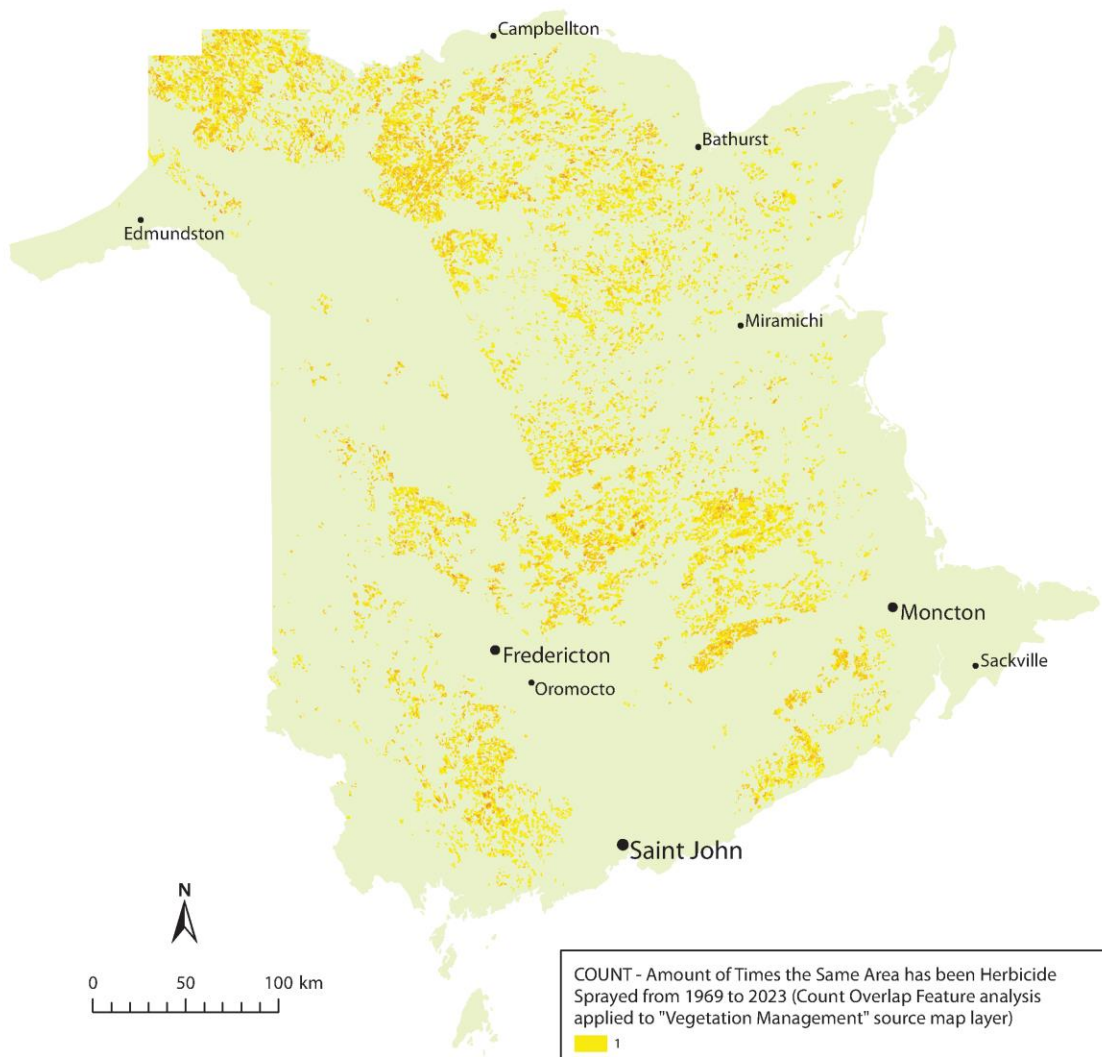 Campbellton
Bathurst
Edmundston
Miramichi
Moncton
Fredericton
Sackville
Oromocto
Saint John
N
0 50 100 km
COUNT - Amount of Times the Same Area has been Herbicide
Sprayed from 1969 to 2023 (Count Overlap Feature analysis
applied to "Vegetation Management" source map layer)
1